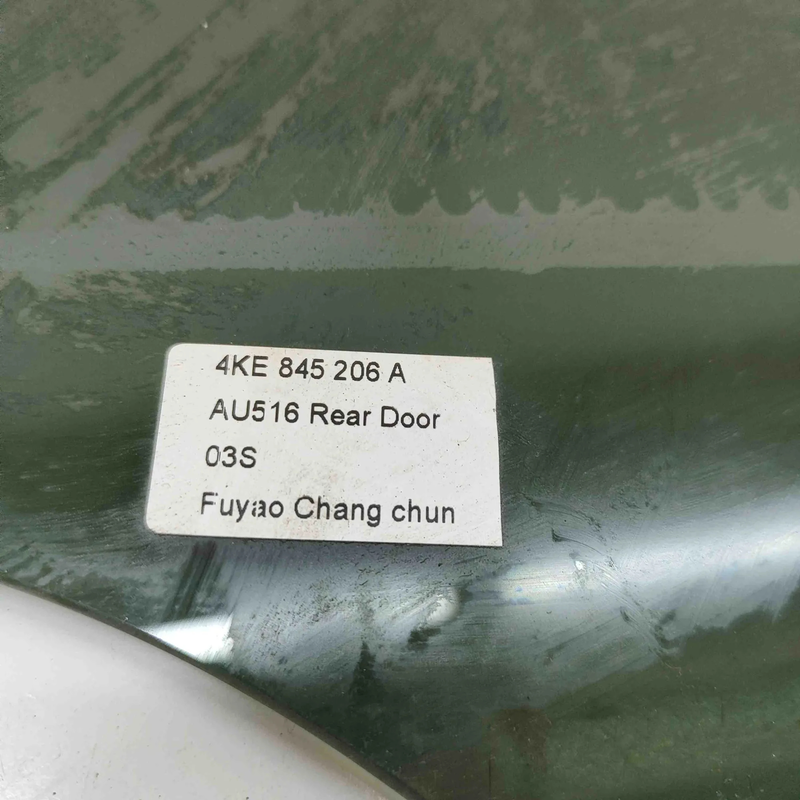 4KE 845 206 A
AU516 Rear Door
03S
Fuyao Chang chun